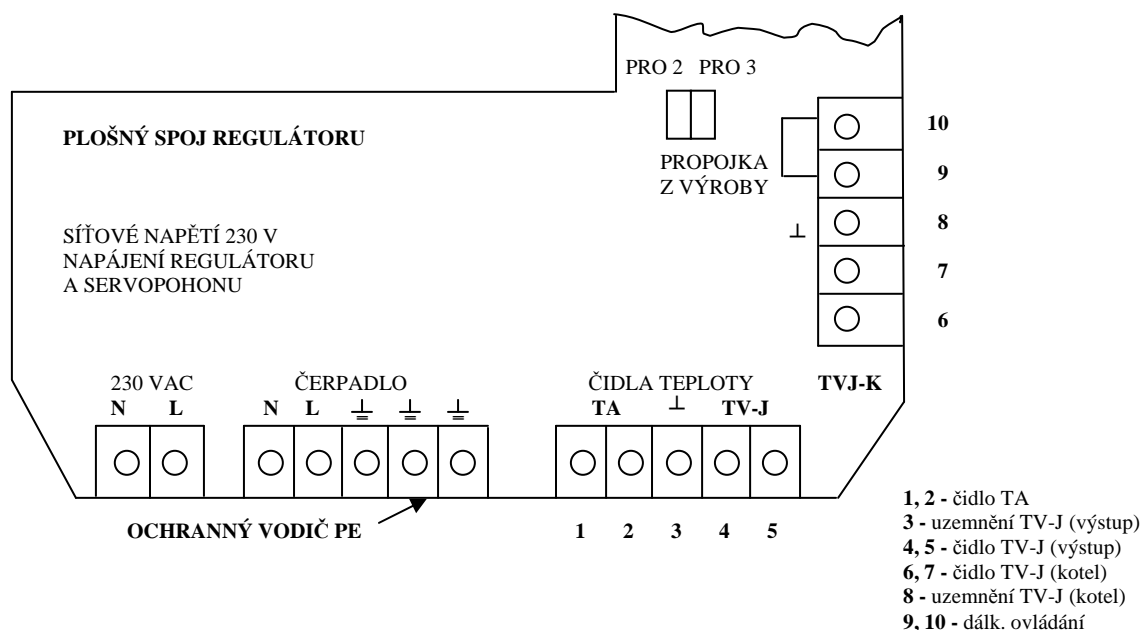 PRO 2 PRO 3
PLOŠNÝ SPOJ REGULÁTORU
PROPOJKA
Z VÝROBY
10
9
8
7
6
SÍŤOVÉ NAPĚTÍ 230 V
NAPÁJENÍ REGULÁTORU
A SERVOPOHONU
230 VAC
N L
ČERPADLO
N L
ČIDLA TEPLOTY
TA TV-J
TVJ-K
OCHRANNÝ VODIČ PE
1 2 3 4 5
1, 2 - čidlo TA
3 - uzemnění TV-J (výstup)
4, 5 - čidlo TV-J (výstup)
6, 7 - čidlo TV-J (kotel)
8 - uzemnění TV-J (kotel)
9, 10 - dálk. ovládání